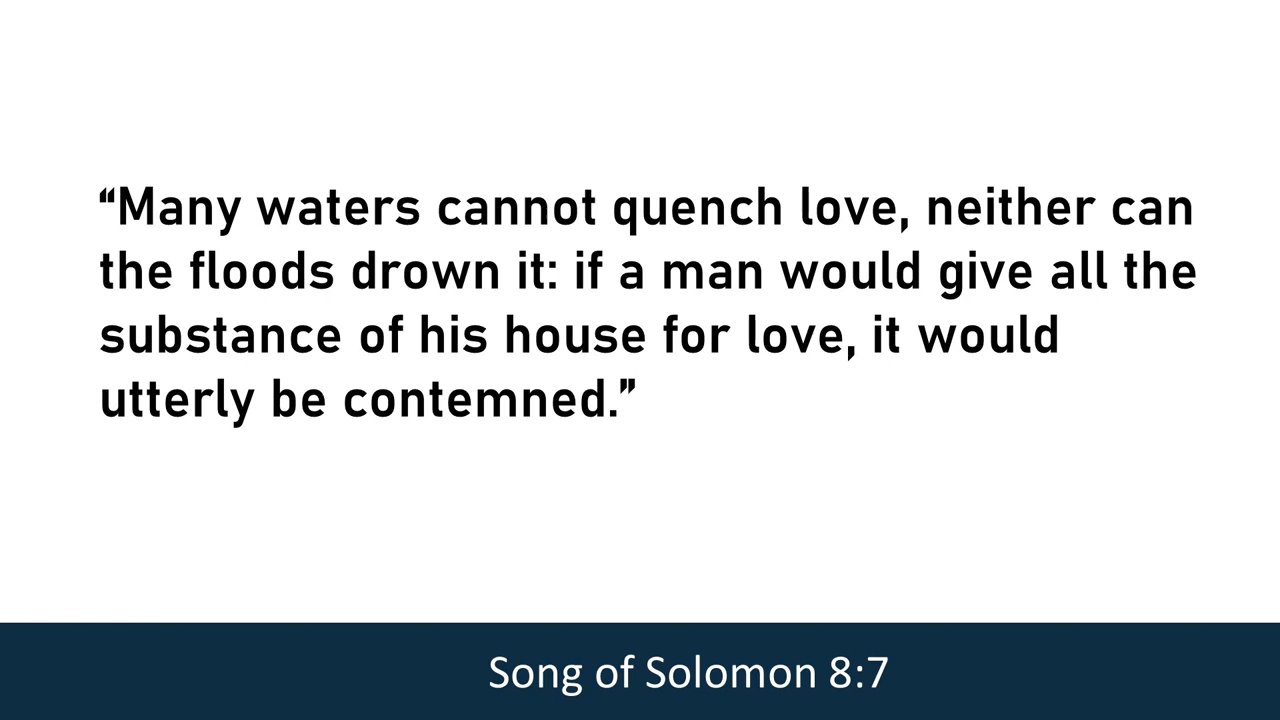 “Many waters cannot quench love, neither can
the floods drown it: if a man would give all the
substance of his house for love, it would
utterly be contemned.”
Song of Solomon 8:7